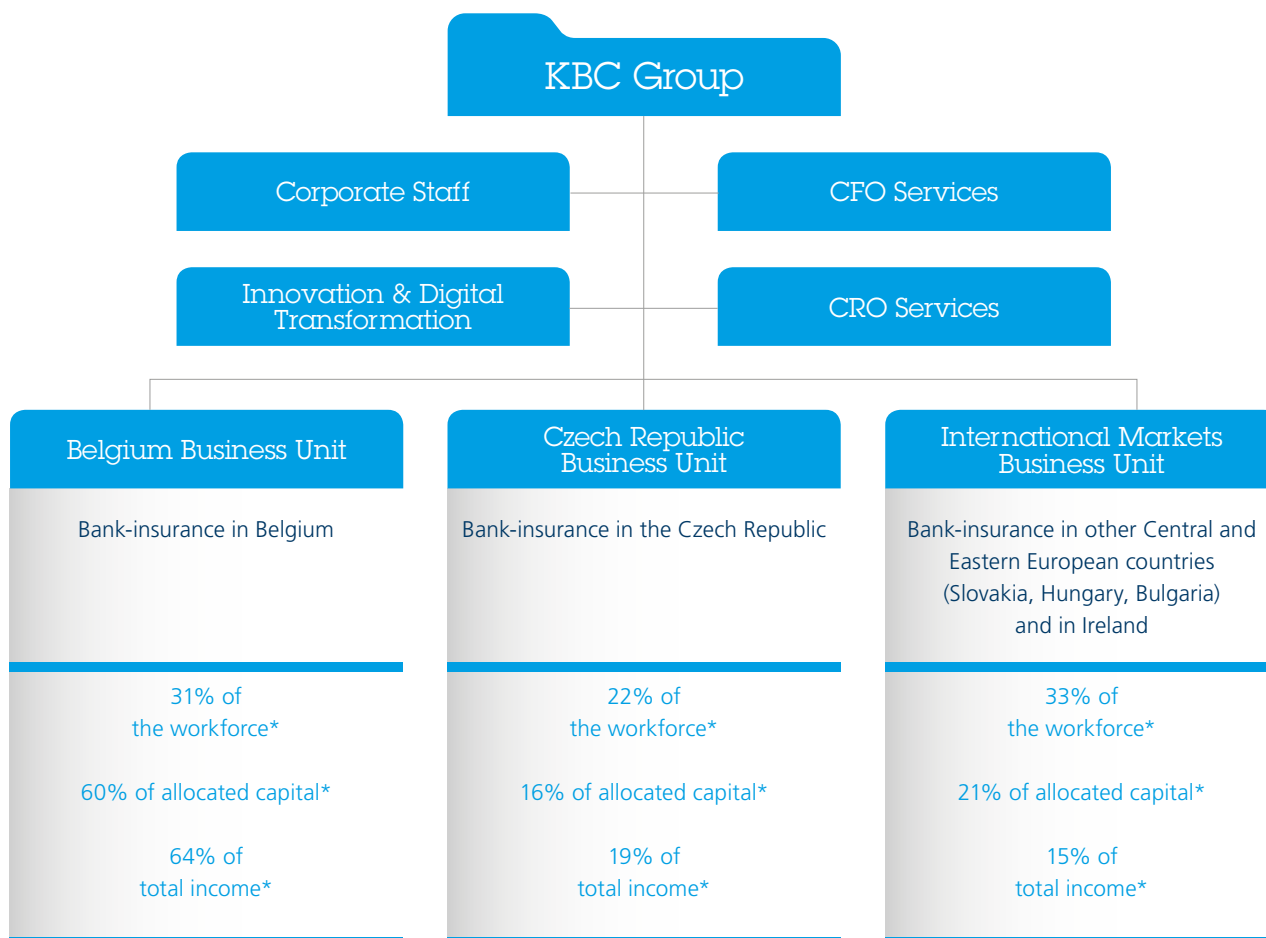 KBC Group
Corporate Staff
CFO Services
Innovation & Digital
Transformation
CRO Services
Belgium Business Unit
Bank-insurance in Belgium
31% of
the workforce*
60% of allocated capital*
64% of
total income*
Czech Republic
Business Unit
Bank-insurance in the Czech Republic
22% of
the workforce*
16% of allocated capital*
19% of
total income*
International Markets
Business Unit
Bank-insurance in other Central and
Eastern European countries
(Slovakia, Hungary, Bulgaria)
and in Ireland
33% of
the workforce*
21% of allocated capital*
15% of
total income*